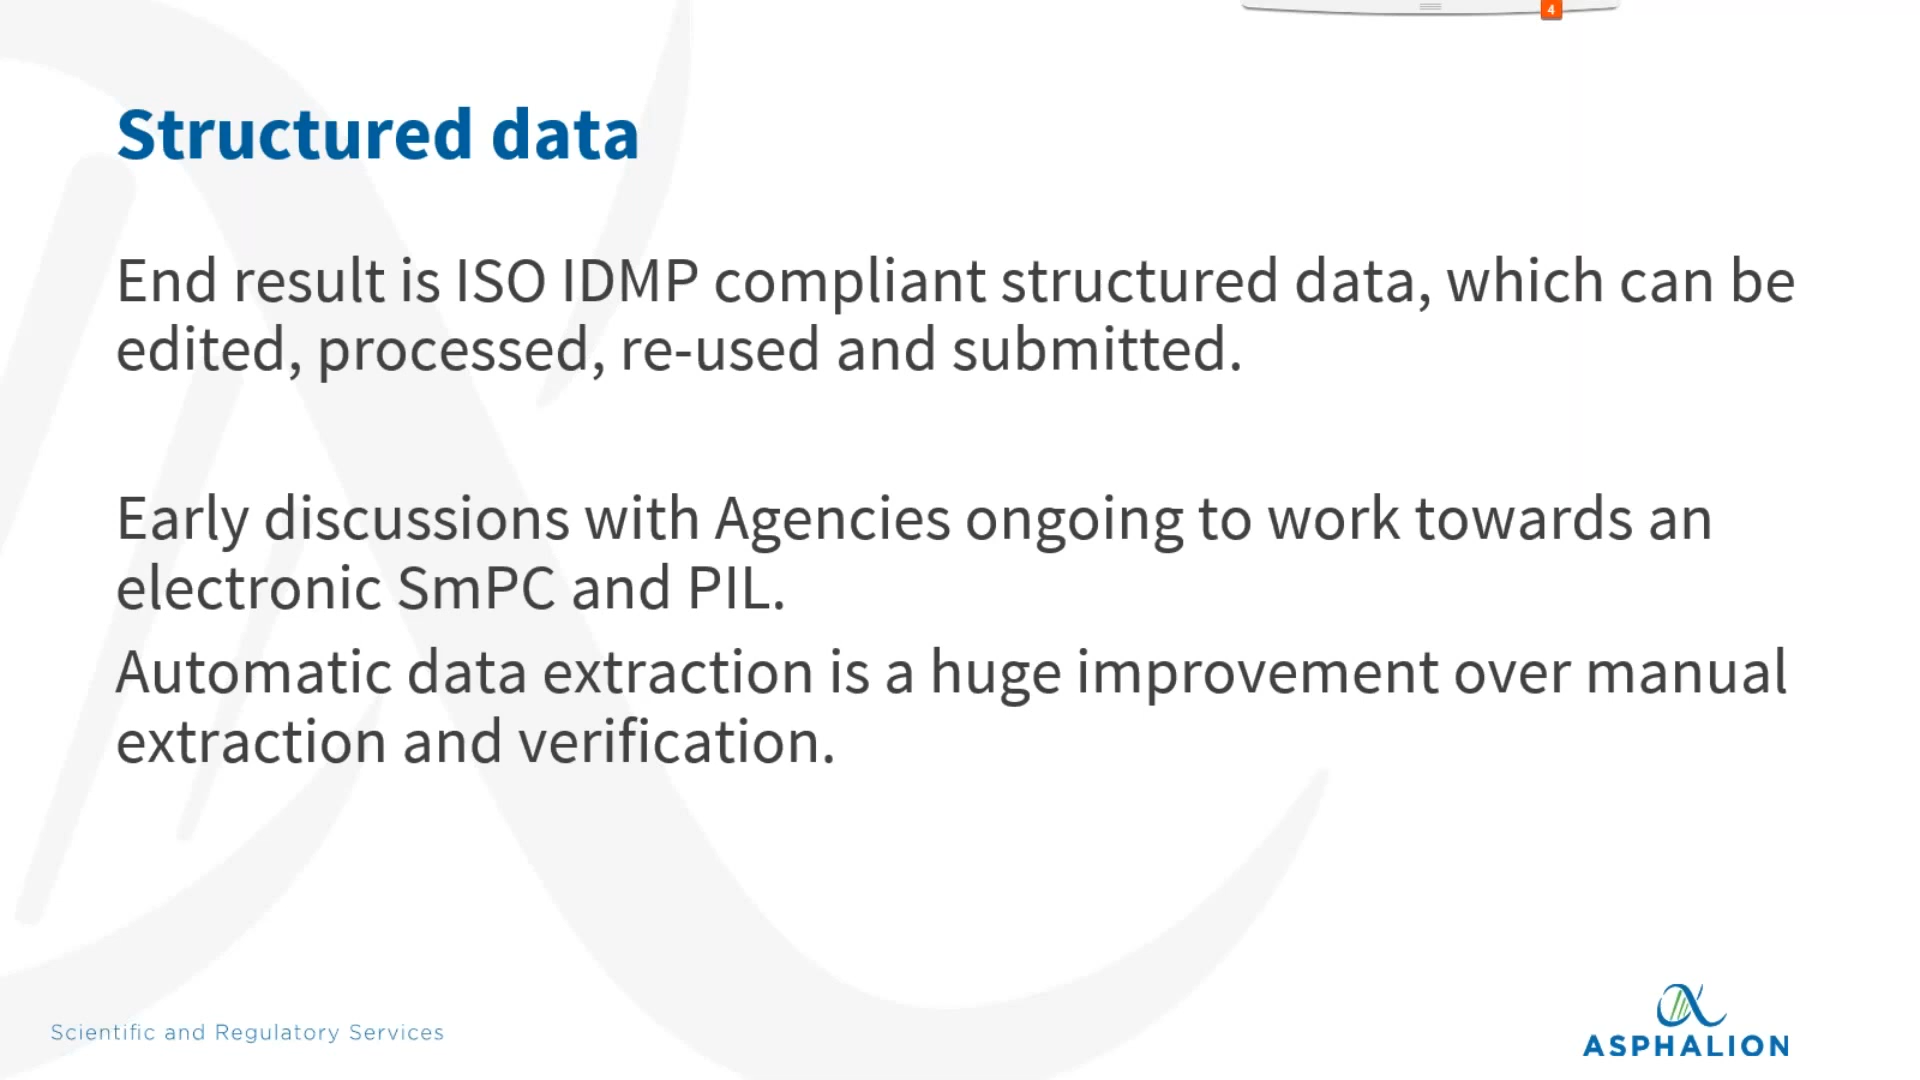 4
Structured data
End result is ISO IDMP compliant structured data, which can be
edited, processed, re-used and submitted.
Early discussions with Agencies ongoing to work towards an
electronic SmPC and PIL.
Automatic data extraction is a huge improvement over manual
extraction and verification.
Scientific and Regulatory Services
ASPHALION